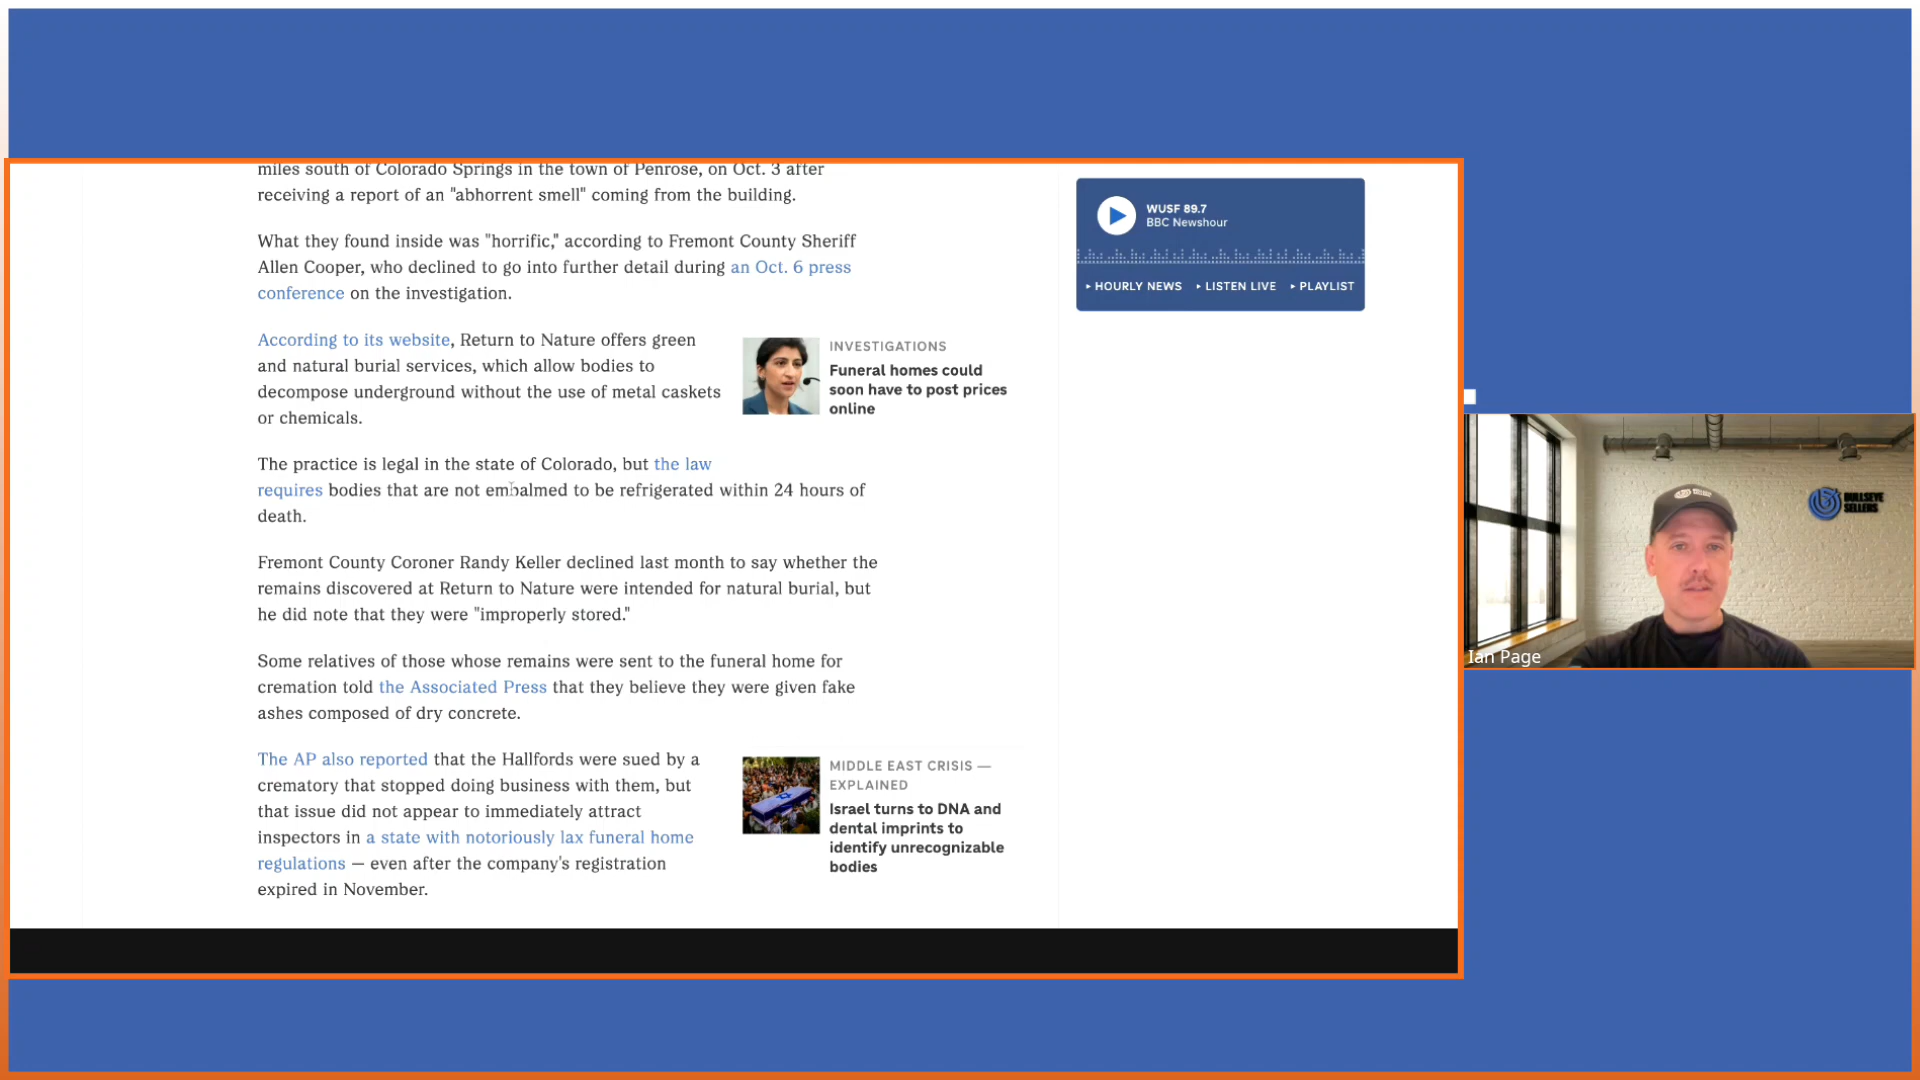 miles south of Colorado Springs in the town of Penrose, on Oct. 3 after
receiving a report of an "abhorrent smell" coming from the building.
What they found inside was "horrific," according to Fremont County Sheriff
Allen Cooper, who declined to go into further detail during an Oct. 6 press
conference on the investigation.
According to its website, Return to Nature offers green
and natural burial services, which allow bodies to
decompose underground without the use of metal caskets
or chemicals.
INVESTIGATIONS
Funeral homes could
soon have to post prices
online
The practice is legal in the state of Colorado, but the law
requires bodies that are not embalmed to be refrigerated within 24 hours of
death.
Fremont County Coroner Randy Keller declined last month to say whether the
remains discovered at Return to Nature were intended for natural burial, but
he did note that they were "improperly stored."
Some relatives of those whose remains were sent to the funeral home for
cremation told the Associated Press that they believe they were given fake
ashes composed of dry concrete.
The AP also reported that the Hallfords were sued by a
crematory that stopped doing business with them, but
that issue did not appear to immediately attract
inspectors in a state with notoriously lax funeral home
regulations — even after the company's registration
expired in November.
MIDDLE EAST CRISIS —
EXPLAINED
Israel turns to DNA and
dental imprints to
identify unrecognizable
bodies
WUSF 89.7
BBC Newshour
HOURLY NEWS LISTEN LIVE PLAYLIST
BULLSEYE
SELLERS
Ian Page